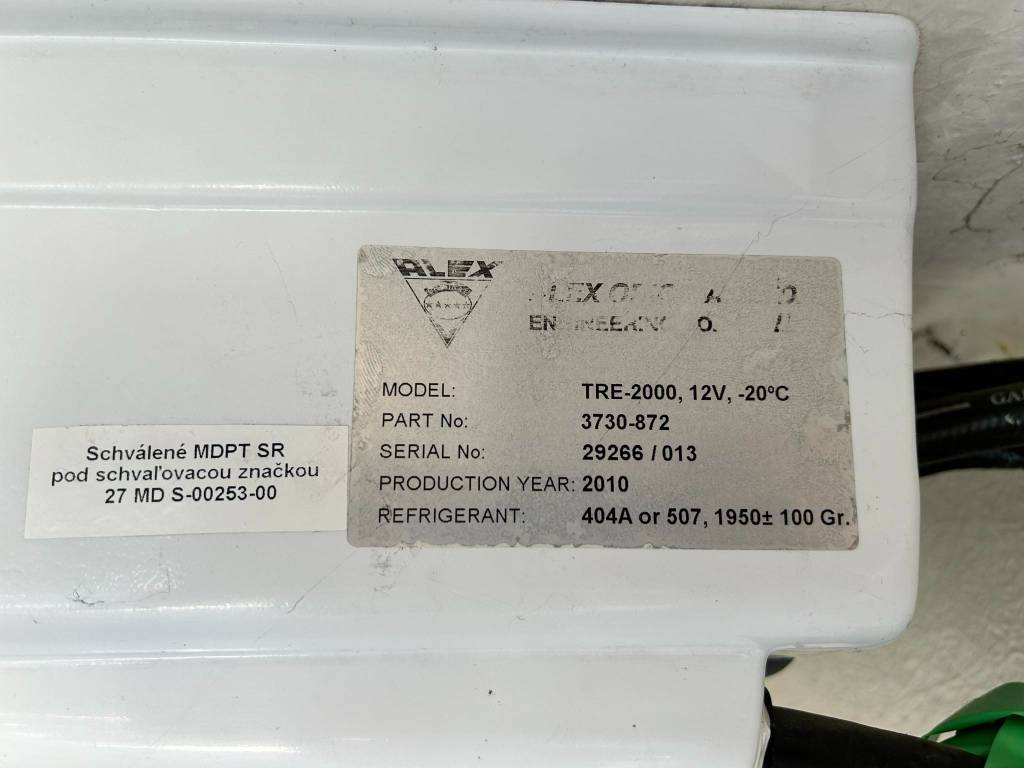 ALEX
MODEL: TRE-2000, 12V, -20ºC
PART No: 3730-872
SERIAL No: 29266 / 013
PRODUCTION YEAR: 2010
REFRIGERANT: 404A or 507, 1950± 100 Gr.
Schválené MDPT SR
pod schvaľovacou značkou
27 MD S-00253-00